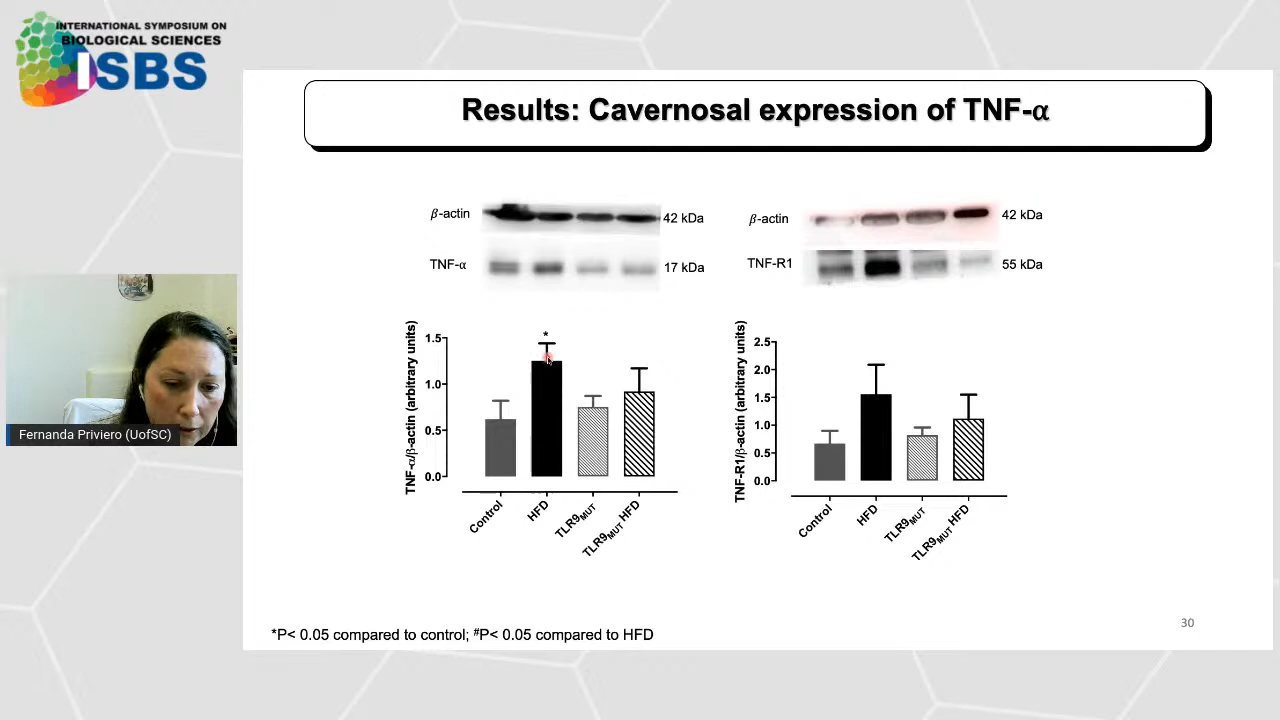 INTERNATIONAL SYMPOSIUM ON
BIOLOGICAL SCIENCES
ISBS
Results: Cavernosal expression of TNF-α
β-actin
42 kDa
TNF-α
17 kDa
β-actin
42 kDa
TNF-R1
55 kDa
TNF-α/β-actin (arbitrary units)
1.5
1.0
0.5
0.0
*
Control
HFD
TLR9MUT
TLR9MUT HFD
TNF-R1/β-actin (arbitrary units)
2.5
2.0
1.5
1.0
0.5
0.0
Control
HFD
TLR9MUT
TLR9MUT HFD
Fernanda Priviero (UofSC)
*P< 0.05 compared to control; #P< 0.05 compared to HFD
30